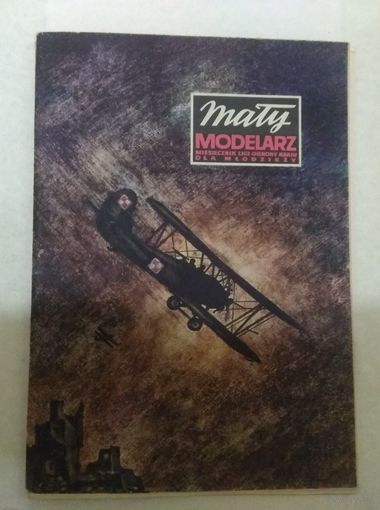 mały
MODELARZ
MIESIĘCZNIK LIGI OBRONY KRAJU
DLA MŁODZIEŻY